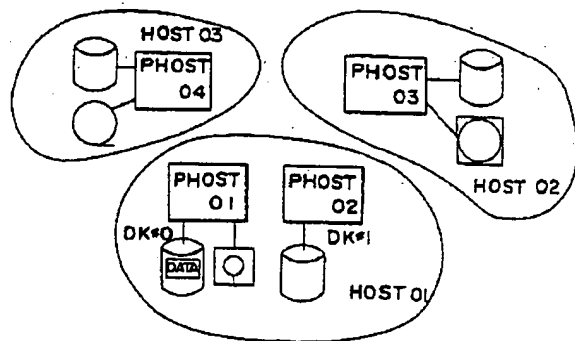 HOST 03
PHOST
04
PHOST
03
HOST 02
PHOST
01
PHOST
02
DK#0
DK#1
DATA
HOST 01